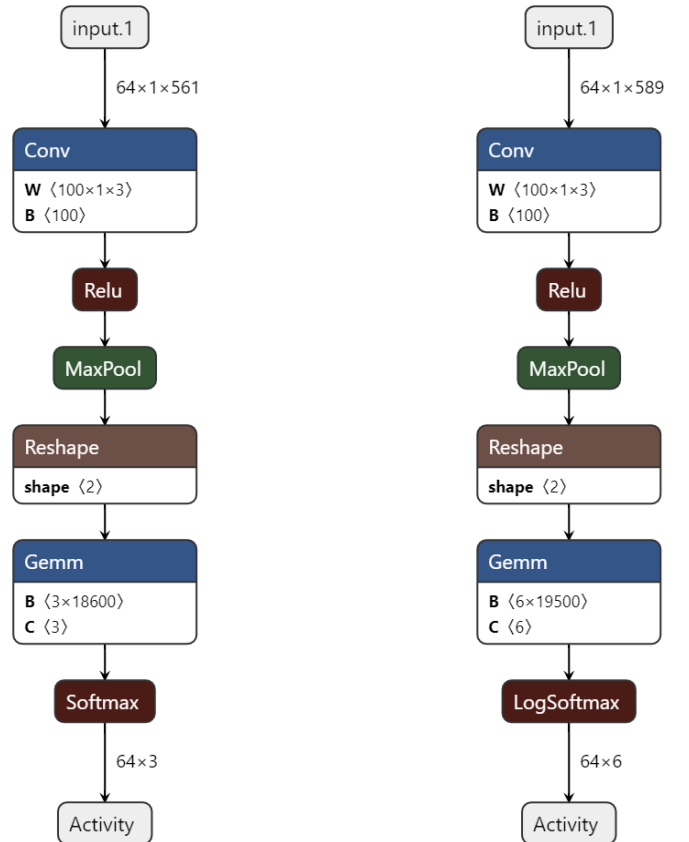 input.1
64×1×561
Conv
W ⟨100×1×3⟩
B ⟨100⟩
Relu
MaxPool
Reshape
shape ⟨2⟩
Gemm
B ⟨3×18600⟩
C ⟨3⟩
Softmax
64×3
Activity
input.1
64×1×589
Conv
W ⟨100×1×3⟩
B ⟨100⟩
Relu
MaxPool
Reshape
shape ⟨2⟩
Gemm
B ⟨6×19500⟩
C ⟨6⟩
LogSoftmax
64×6
Activity